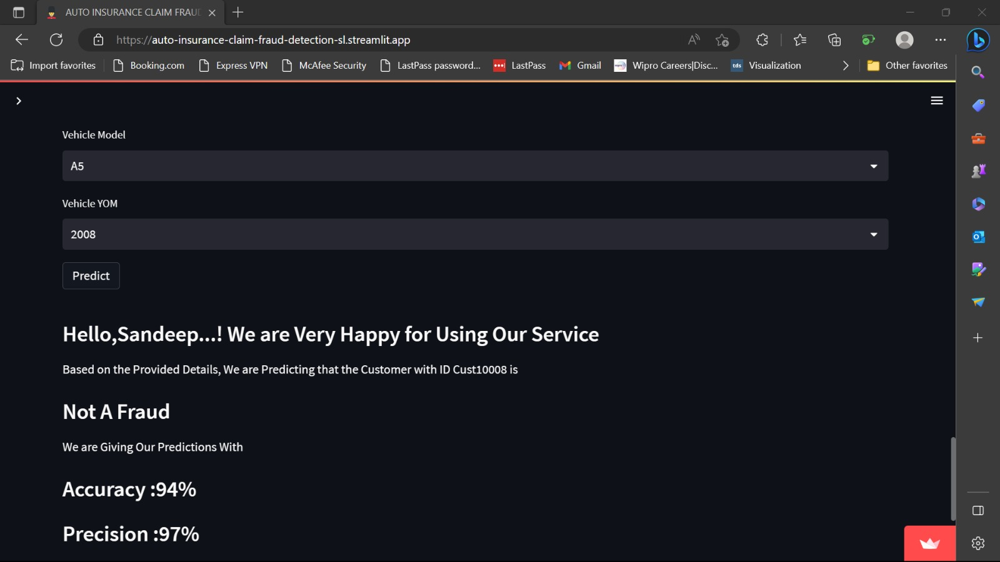 AUTO INSURANCE CLAIM FRAU
https://auto-insurance-claim-fraud-detection-sl.streamlit.app
Import favorites Booking.com Express VPN McAfee Security LastPass password... LastPass Gmail Wipro Careers|Disc... tds Visualization Other favorites
Vehicle Model
A5
Vehicle YOM
2008
Predict
Hello,Sandeep...! We are Very Happy for Using Our Service
Based on the Provided Details, We are Predicting that the Customer with ID Cust10008 is
Not A Fraud
We are Giving Our Predictions With
Accuracy :94%
Precision :97%